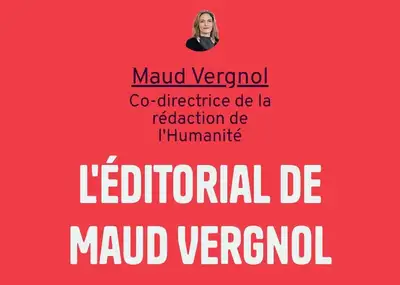 Maud Vergnol
Co-directrice de la
rédaction de
l'Humanité
L'ÉDITORIAL DE
MAUD VERGNOL